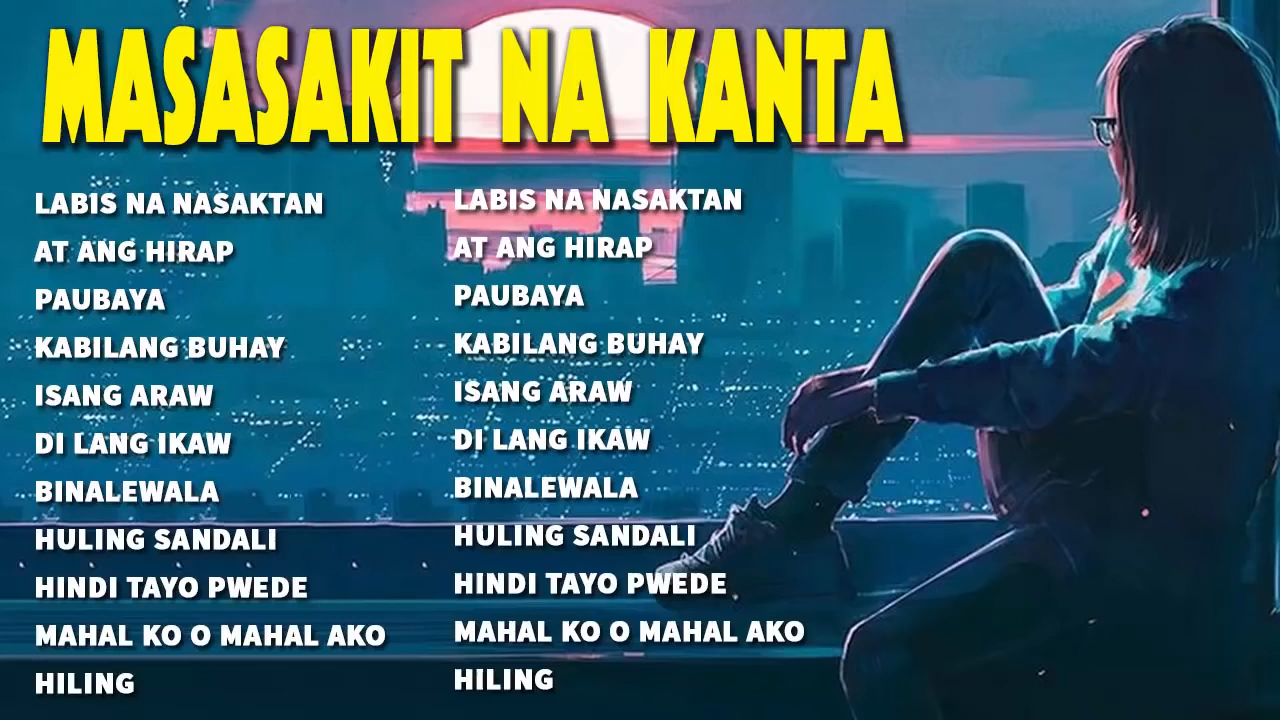 MASASAKIT NA KANTA
LABIS NA NASAKTAN
AT ANG HIRAP
PAUBAYA
KABILANG BUHAY
ISANG ARAW
DI LANG IKAW
BINALEWALA
HULING SANDALI
HINDI TAYO PWEDE
MAHAL KO O MAHAL AKO
HILING
LABIS NA NASAKTAN
AT ANG HIRAP
PAUBAYA
KABILANG BUHAY
ISANG ARAW
DI LANG IKAW
BINALEWALA
HULING SANDALI
HINDI TAYO PWEDE
MAHAL KO O MAHAL AKO
HILING